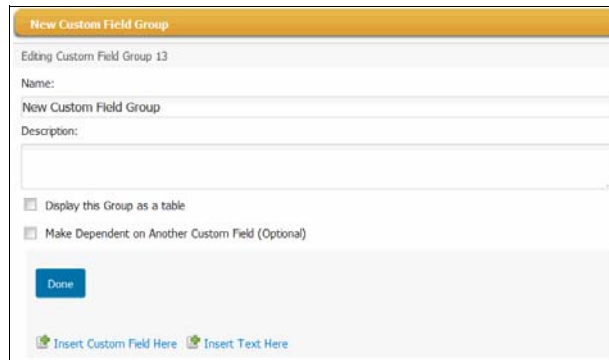 New Custom Field Group
Editing Custom Field Group 13
Name:
New Custom Field Group
Description:
Display this Group as a table
Make Dependent on Another Custom Field (Optional)
Done
Insert Custom Field Here Insert Text Here